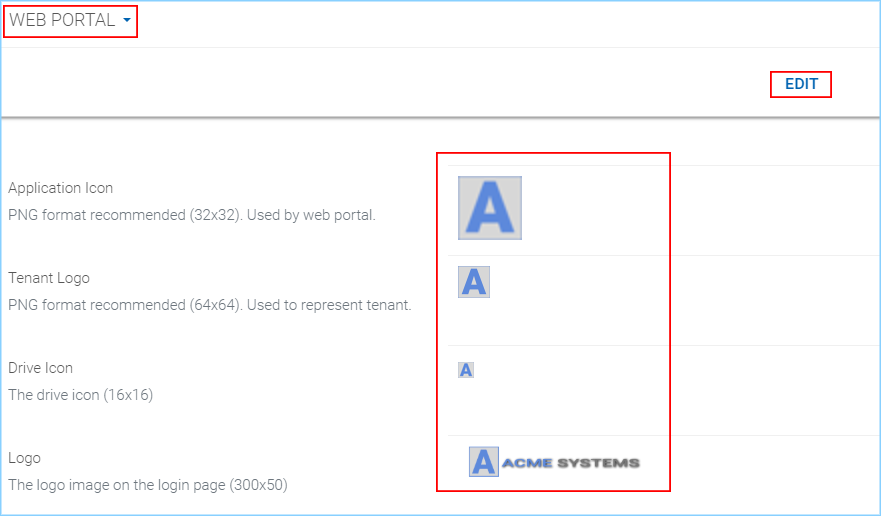 WEB PORTAL
EDIT
Application Icon
PNG format recommended (32x32). Used by web portal.
A
Tenant Logo
PNG format recommended (64x64). Used to represent tenant.
A
Drive Icon
The drive icon (16x16)
A
Logo
The logo image on the login page (300x50)
A ACME SYSTEMS